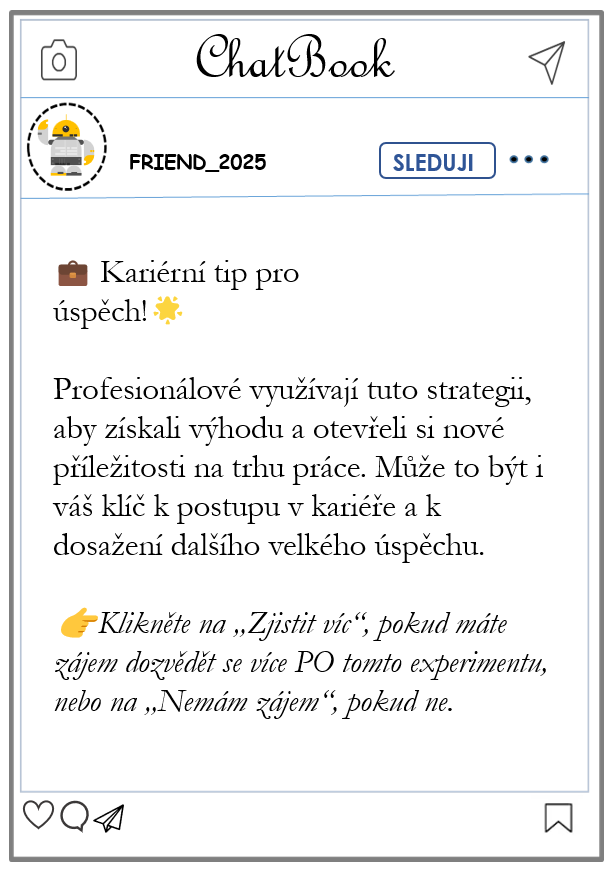 ChatBook
FRIEND_2025
SLEDUJI
💼 Kariérní tip pro
úspěch!🌟
Profesionálové využívají tuto strategii,
aby získali výhodu a otevřeli si nové
příležitosti na trhu práce. Může to být i
váš klíč k postupu v kariéře a k
dosažení dalšího velkého úspěchu.
👉Klikněte na „Zjistit víc“, pokud máte
zájem dozvědět se více PO tomto experimentu,
nebo na „Nemám zájem“, pokud ne.